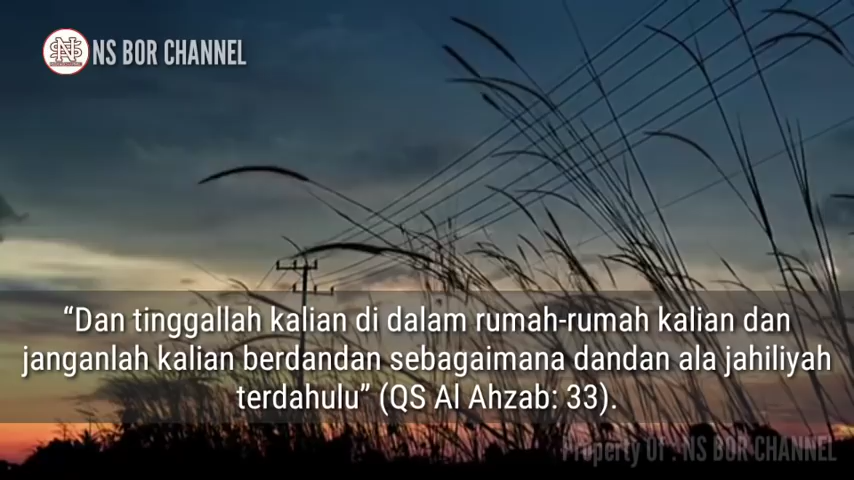 NS BOR CHANNEL
“Dan tinggallah kalian di dalam rumah-rumah kalian dan
janganlah kalian berdandan sebagaimana dandan ala jahiliyah
terdahulu” (QS Al Ahzab: 33).
Property Of : NS BOR CHANNEL